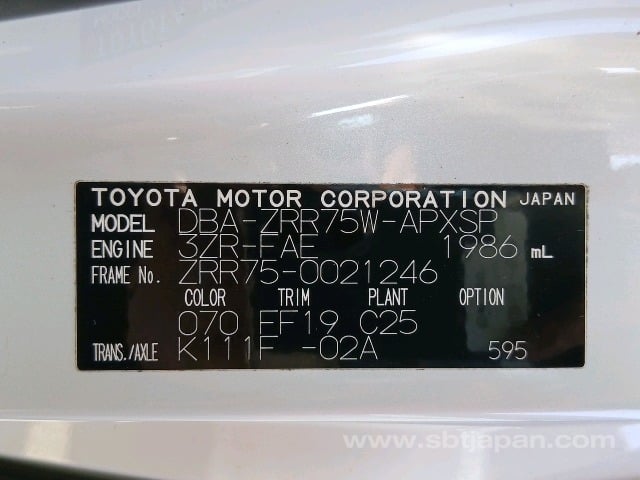 TOYOTA MOTOR CORPORATION JAPAN
MODEL DBA-ZRR75W-APXSP
ENGINE 3ZR-FAE 1986 mL
FRAME No. ZRR75-0021246
COLOR TRIM PLANT OPTION
070 EF19 C25
TRANS./AXLE K111F -02A 595
www.sbtjapan.com